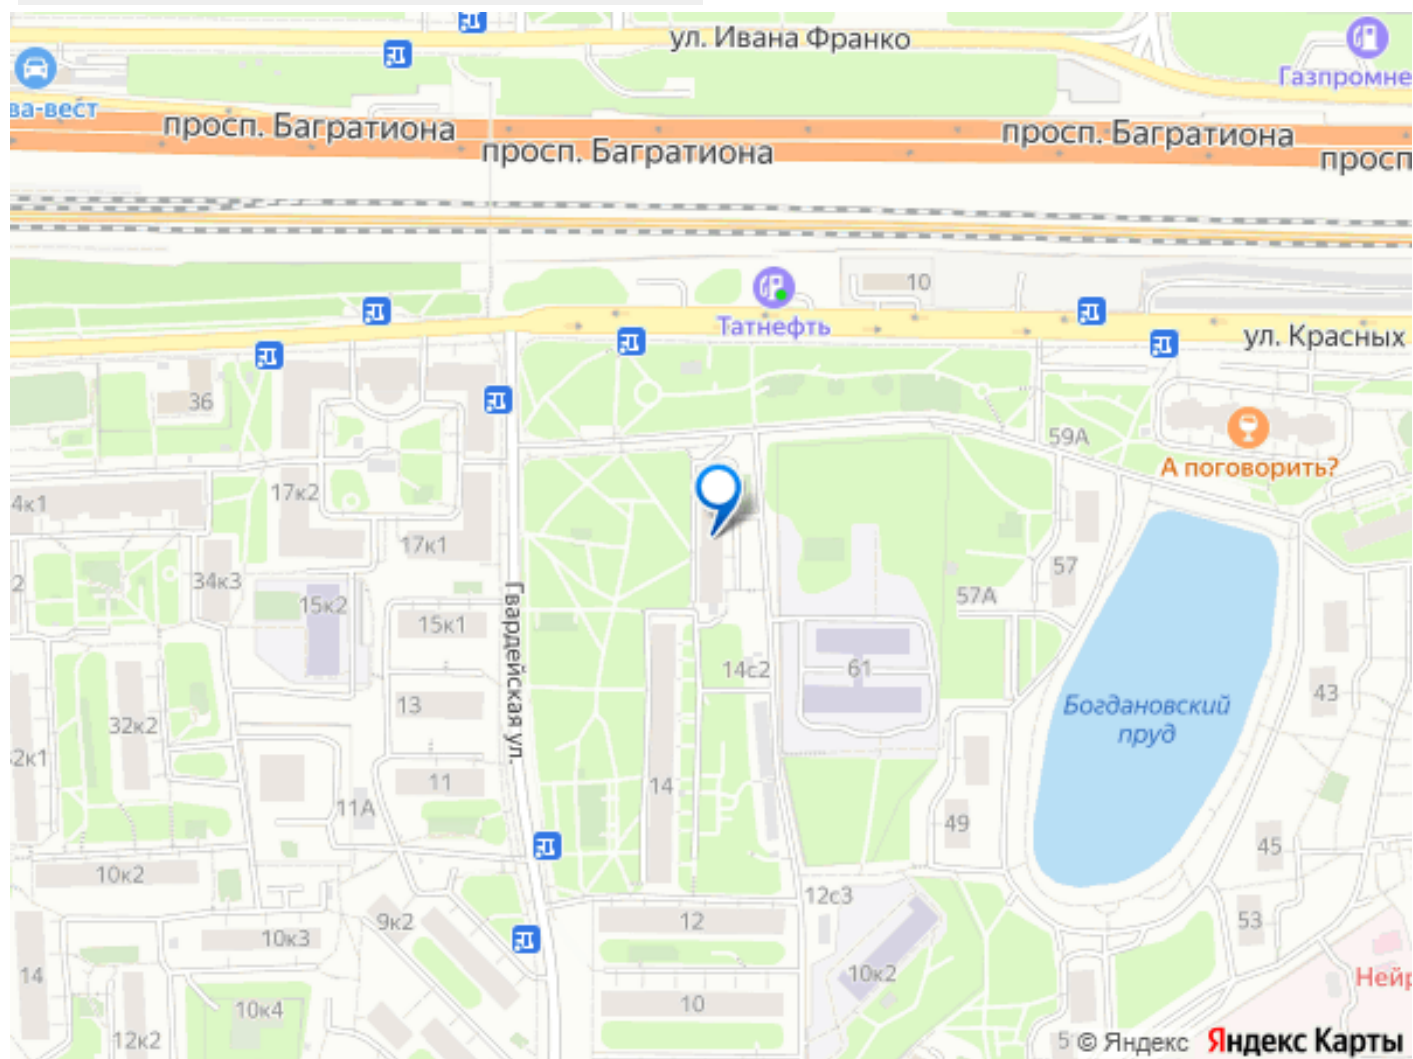 ул. Ивана Франко
Газпромне
ва-вест
просп. Багратиона
просп. Багратиона
просп. Багратиона
просп
10
Татнефть
ул. Красных
36
59А
А поговорить?
4к1
17к2
17к1
57
2
34к3
15к2
15к1
Гвардейская ул.
57А
14с2
61
43
13
32к2
Богдановский
пруд
2к1
11
14
11А
49
45
10к2
12с3
9к2
12
53
10к3
14
10к2
Нейр
10к4
10
12к2
5
© Яндекс
Яндекс Карты